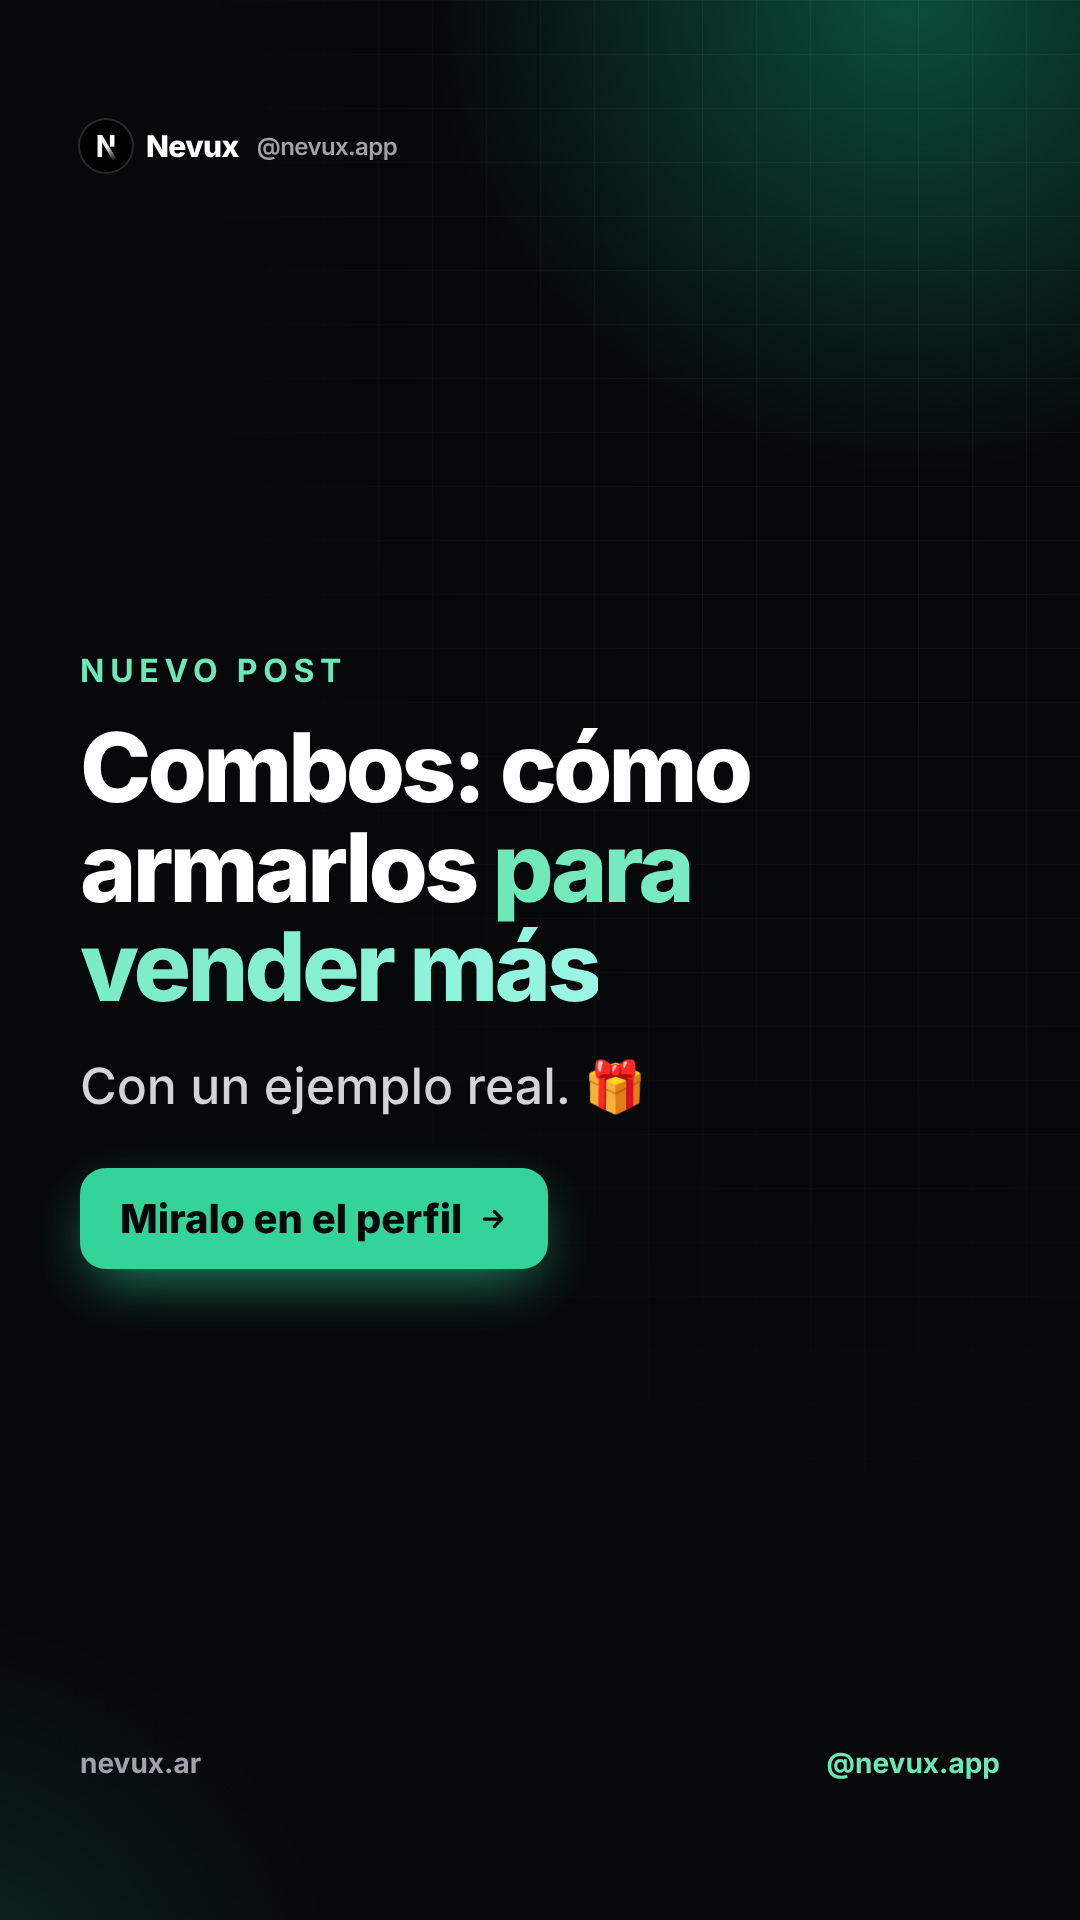 N Nevux @nevux.app
NUEVO POST
Combos: cómo
armarlos para
vender más
Con un ejemplo real. 🎁
Miralo en el perfil →
nevux.ar @nevux.app